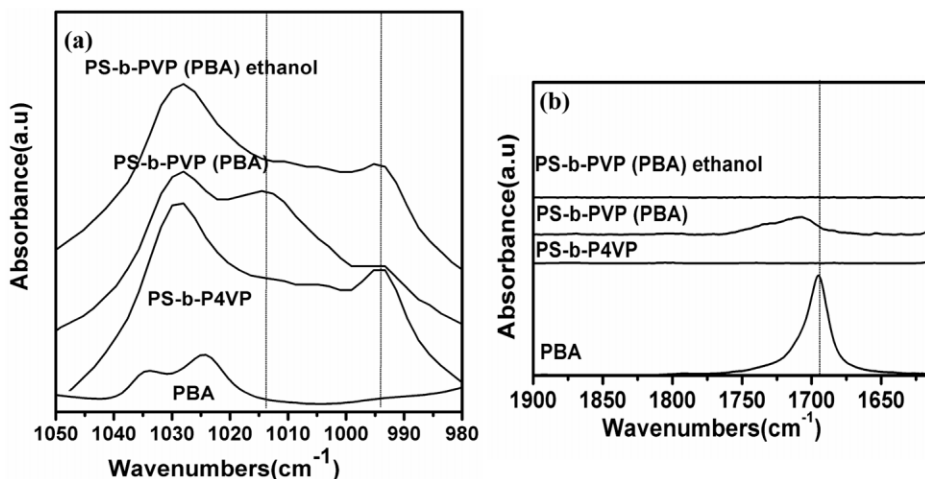 (a)
PS-b-PVP (PBA) ethanol
PS-b-PVP (PBA)
PS-b-P4VP
PBA
Absorbance(a.u)
1050 1040 1030 1020 1010 1000 990 980
Wavenumbers(cm-1)
(b)
PS-b-PVP (PBA) ethanol
PS-b-PVP (PBA)
PS-b-P4VP
PBA
Absorbance(a.u)
1900 1850 1800 1750 1700 1650
Wavenumbers(cm-1)